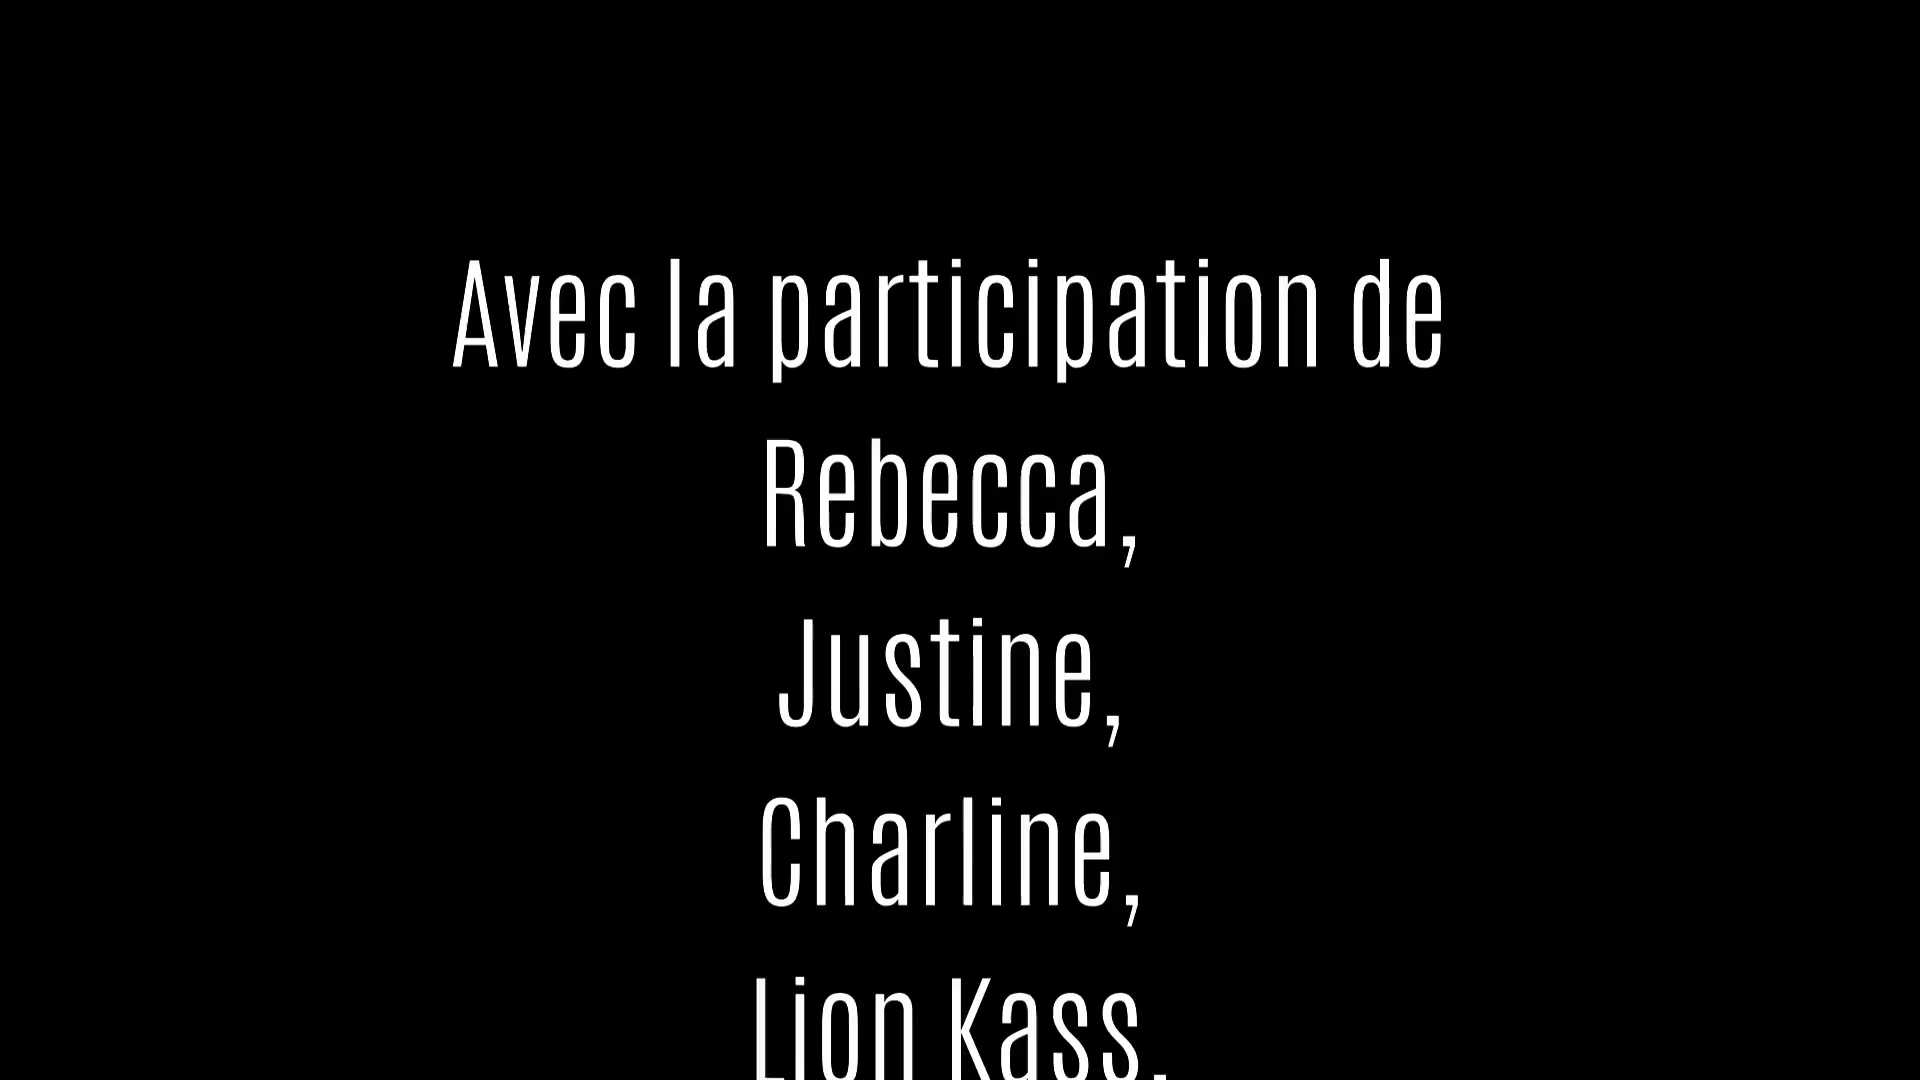 Avec la participation de
Rebecca,
Justine,
Charline,
Lion Kass,